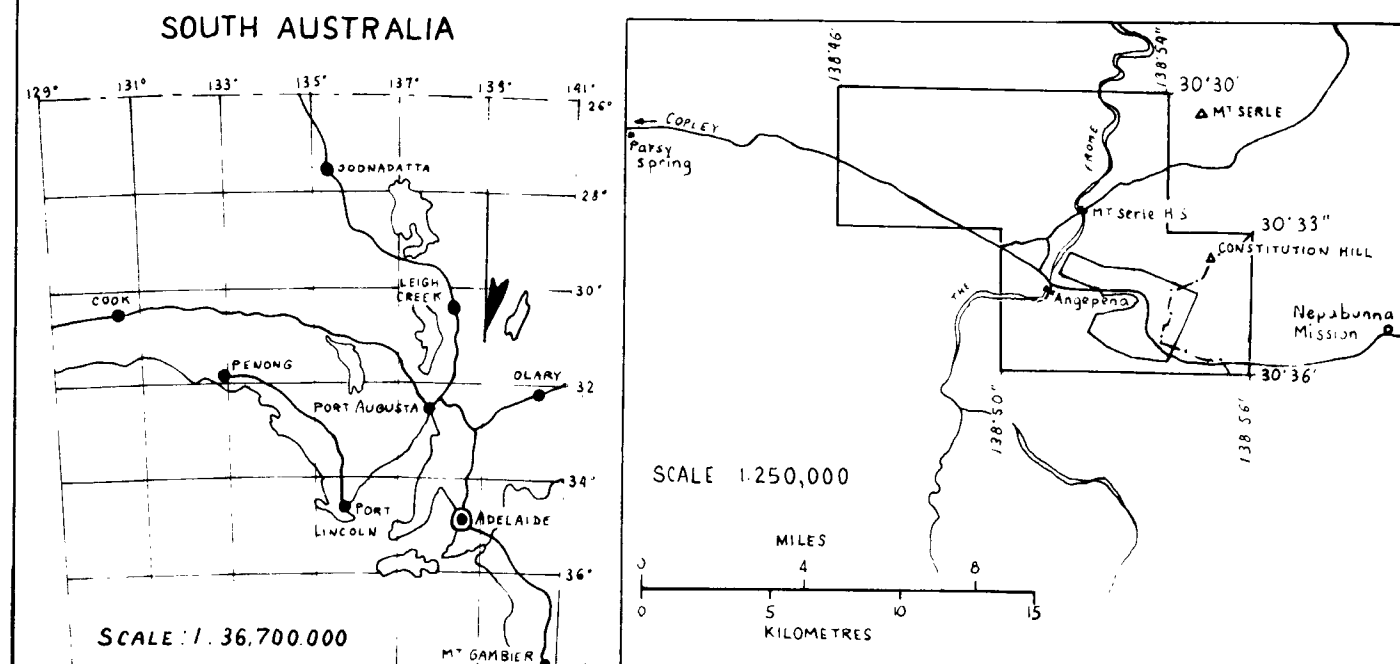 SOUTH AUSTRALIA
129° 131° 133° 135° 137° 139° 141°
26°
OODNADATTA
28°
LEIGH
CREEK
30°
COOK
PENONG
OLARY
32
PORT AUGUSTA
34°
PORT
LINCOLN
ADELAIDE
36°
SCALE: 1. 36,700.000
MT GAMBIER
138°46'
138°54"
30°30'
MT SERLE
COPLEY
Patsy
spring
FROME
MT Serle H S
30°33"
CONSTITUTION HILL
THE
Angepena
Nepabunna
Mission
30°36'
138°50"
138 56'
SCALE 1:250,000
MILES
0 4 8
0 5 10 15
KILOMETRES